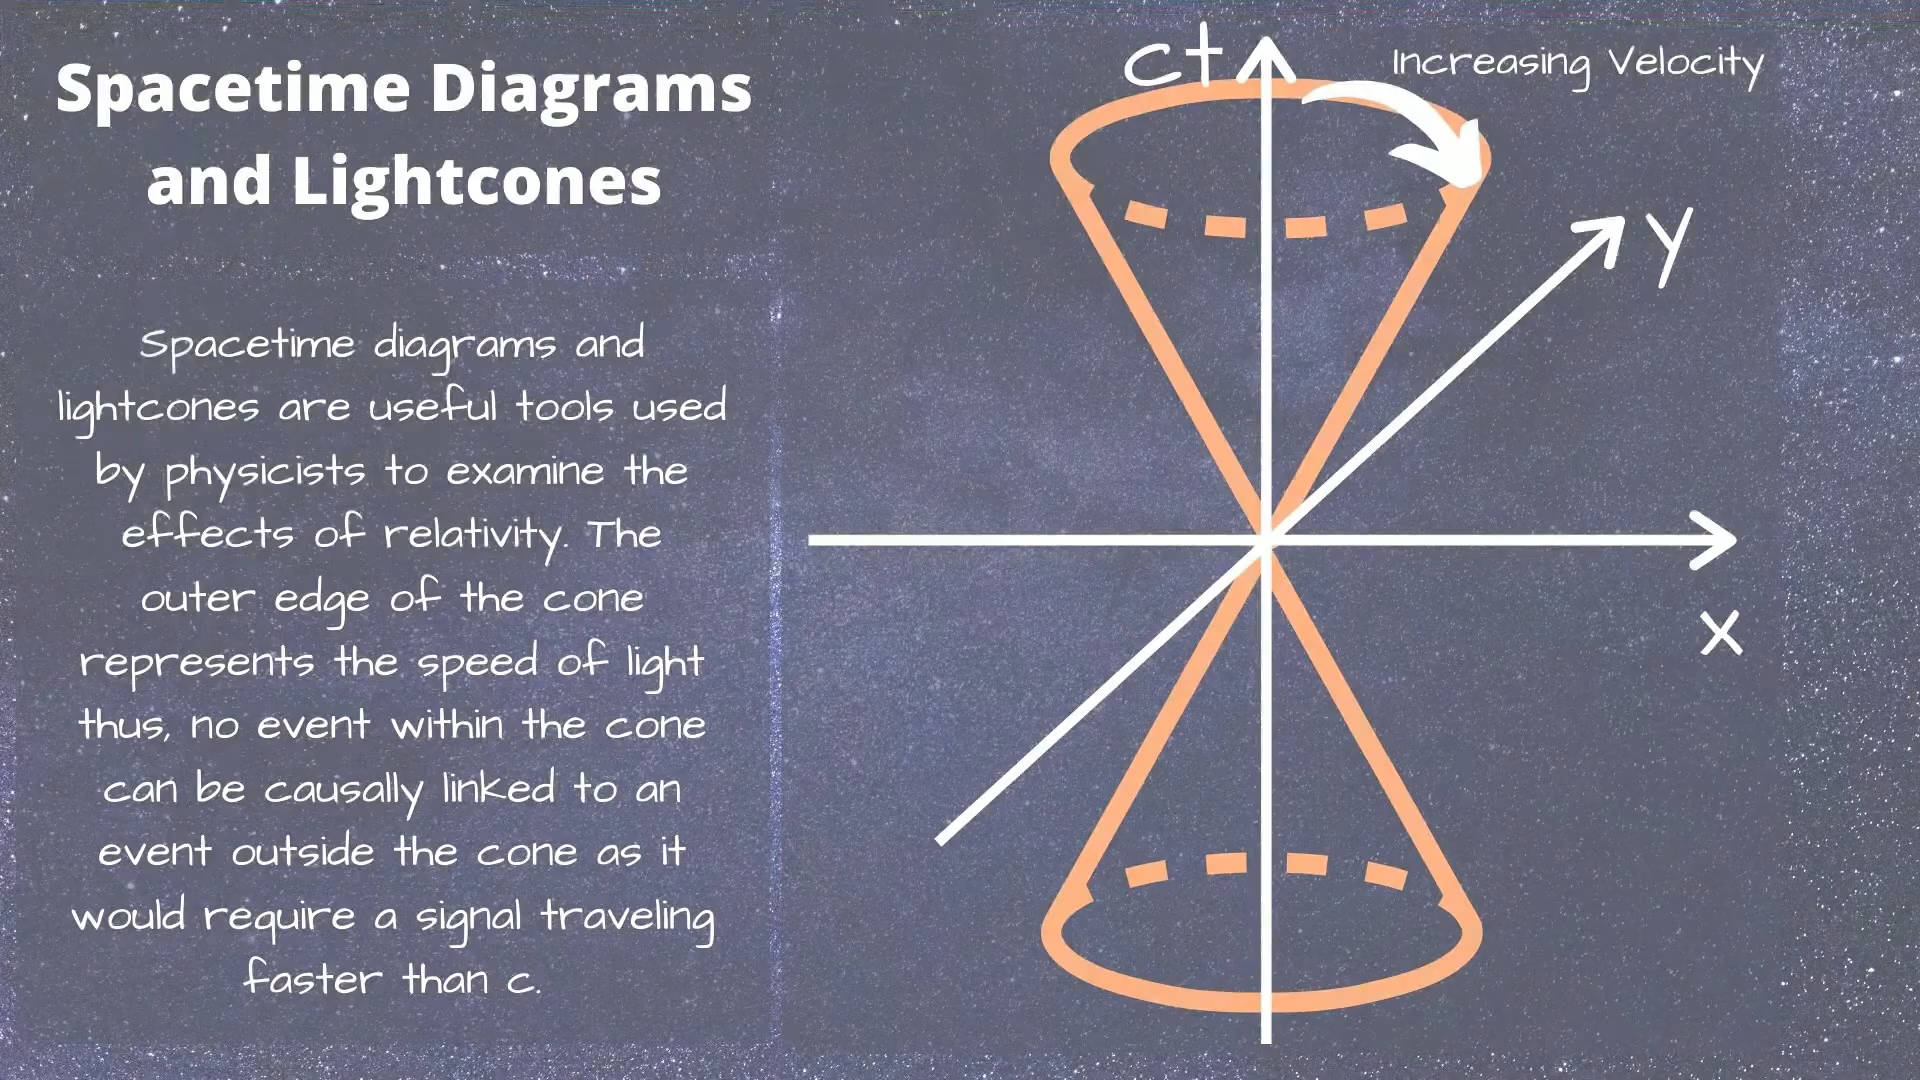 Spacetime Diagrams
and Lightcones
Spacetime diagrams and
lightcones are useful tools used
by physicists to examine the
effects of relativity. The
outer edge of the cone
represents the speed of light
thus, no event within the cone
can be causally linked to an
event outside the cone as it
would require a signal traveling
faster than c.
ct
Increasing Velocity
y
x